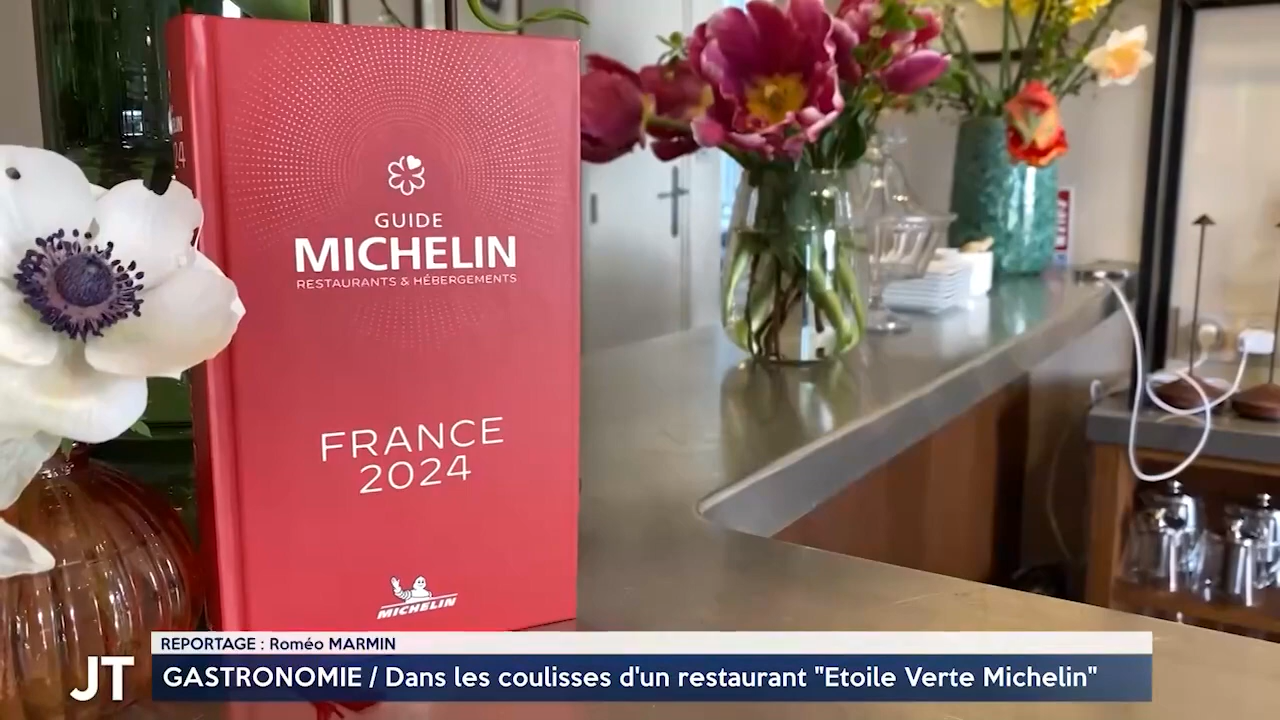 GUIDE
MICHELIN
RESTAURANTS & HÉBERGEMENTS
FRANCE
2024
MICHELIN
REPORTAGE : Roméo MARMIN
JT
GASTRONOMIE / Dans les coulisses d'un restaurant "Etoile Verte Michelin"